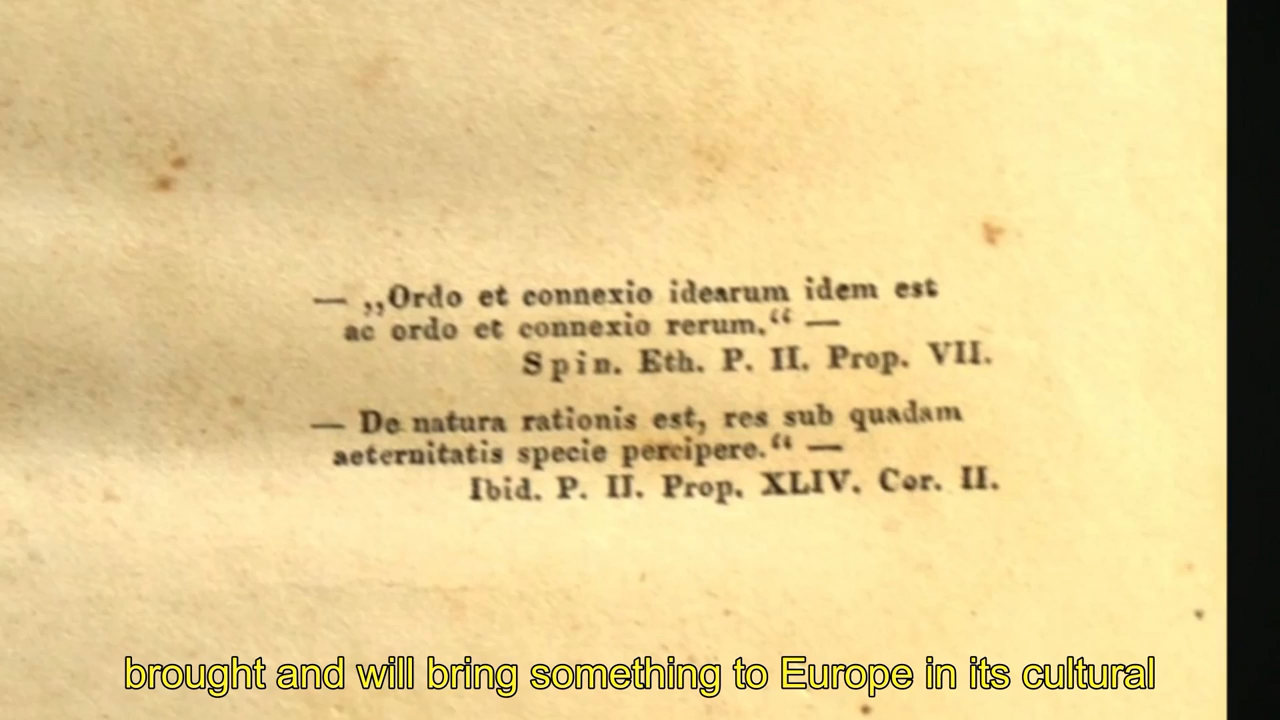 — „Ordo et connexio idearum idem est
ac ordo et connexio rerum.“ —
Spin. Eth. P. II. Prop. VII.
— De natura rationis est, res sub quadam
aeternitatis specie percipere.“ —
Ibid. P. II. Prop. XLIV. Cor. II.
brought and will bring something to Europe in its cultural